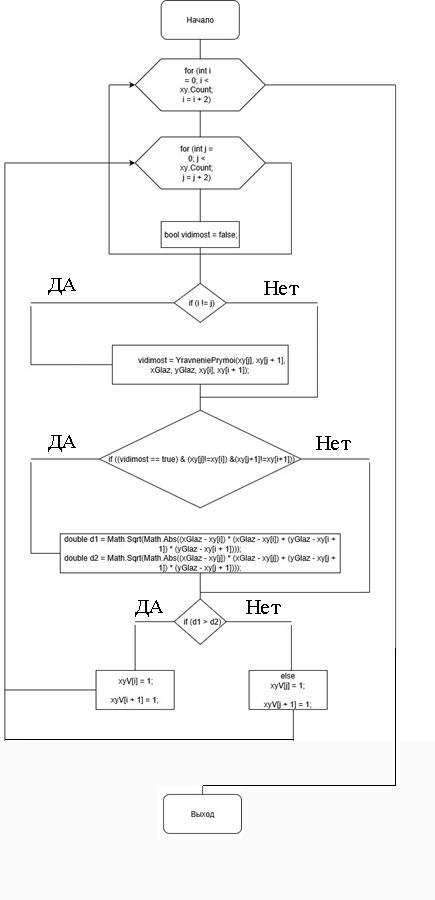 Начало
for (int i
= 0; i <
xy.Count;
i = i + 2)
for (int j =
0; j <
xy.Count;
j = j + 2)
bool vidimost = false;
ДА
Нет
if (i != j)
vidimost = YravneniePrymoi(xy[j], xy[j + 1],
xGlaz, yGlaz, xy[i], xy[i + 1]);
ДА
Нет
if ((vidimost == true) & (xy[j]!=xy[i]) &(xy[j+1]!=xy[i+1]))
double d1 = Math.Sqrt(Math.Abs((xGlaz - xy[i]) * (xGlaz - xy[i]) + (yGlaz - xy[i +
1]) * (yGlaz - xy[i + 1])));
double d2 = Math.Sqrt(Math.Abs((xGlaz - xy[j]) * (xGlaz - xy[j]) + (yGlaz - xy[j +
1]) * (yGlaz - xy[j + 1])));
ДА
Нет
if (d1 > d2)
xyV[i] = 1;
xyV[i + 1] = 1;
else
xyV[j] = 1;
xyV[j + 1] = 1;
Выход